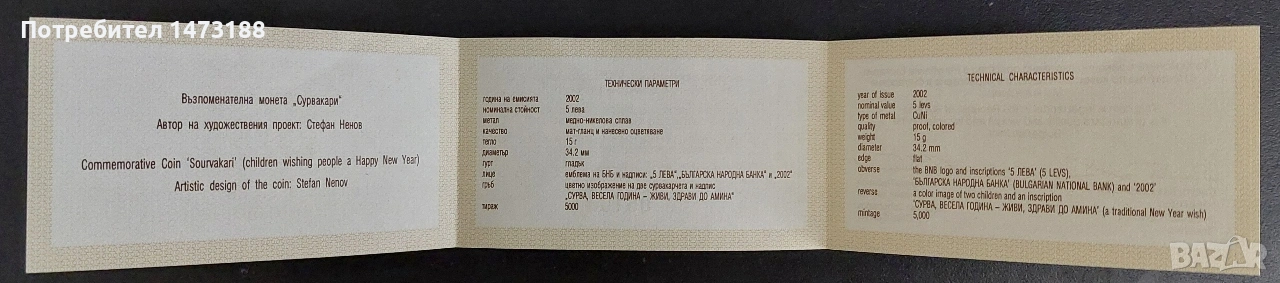 Потребител 1473188
Възпоменателна монета „Сурвакари“
Автор на художествения проект: Стефан Ненов
Commemorative Coin 'Sourvakari' (children wishing people a Happy New Year)
Artistic design of the coin: Stefan Nenov
ТЕХНИЧЕСКИ ПАРАМЕТРИ
година на емисията 2002
номинална стойност 5 лева
метал медно-никелова сплав
качество мат-гланц и нанесено оцветяване
тегло 15 г
диаметър 34.2 мм
гурт гладък
лице емблема на БНБ и надписи: „5 ЛЕВА“, „БЪЛГАРСКА НАРОДНА БАНКА“ и „2002“
гръб цветно изображение на две сурвакарчета и надпис
„СУРВА, ВЕСЕЛА ГОДИНА – ЖИВИ, ЗДРАВИ ДО АМИНА“
тираж 5000
TECHNICAL CHARACTERISTICS
year of issue 2002
nominal value 5 levs
type of metal CuNi
quality proof, colored
weight 15 g
diameter 34.2 mm
edge flat
obverse the BNB logo and inscriptions "5 ЛЕВА" (5 LEVS),
"БЪЛГАРСКА НАРОДНА БАНКА" (BULGARIAN NATIONAL BANK) and "2002"
reverse a color image of two children and an inscription
"СУРВА, ВЕСЕЛА ГОДИНА – ЖИВИ, ЗДРАВИ ДО АМИНА" (a traditional New Year wish)
mintage 5,000
BAZAR